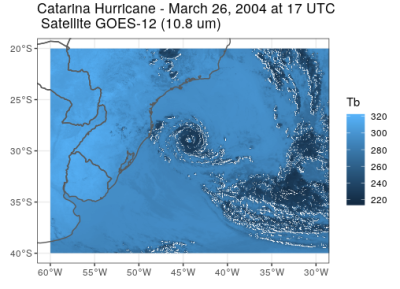 Catarina Hurricane - March 26, 2004 at 17 UTC
Satellite GOES-12 (10.8 um)
20°S
25°S
30°S
35°S
40°S
60°W 55°W 50°W 45°W 40°W 35°W 30°W
Tb
320
300
280
260
240
220